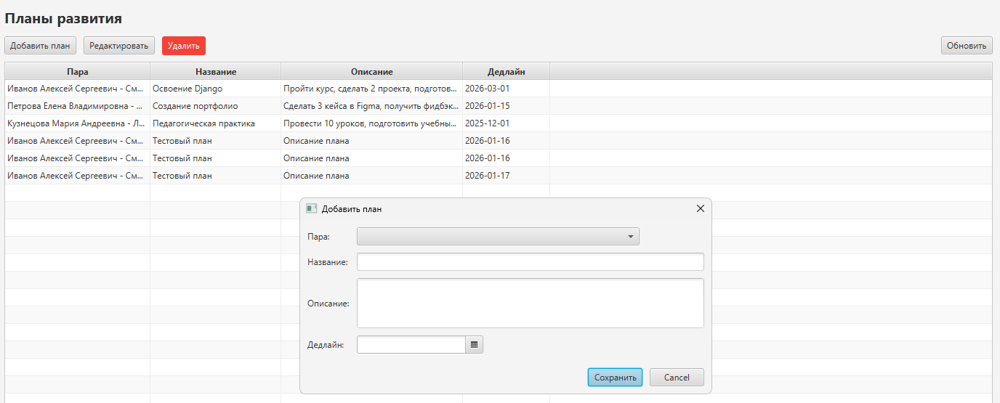 Планы развития
Добавить план Редактировать Удалить Обновить
Пара Название Описание Дедлайн
Иванов Алексей Сергеевич - См... Освоение Django Пройти курс, сделать 2 проекта, подготов... 2026-03-01
Петрова Елена Владимировна - ... Создание портфолио Сделать 3 кейса в Figma, получить фидбэк... 2026-01-15
Кузнецова Мария Андреевна - Л... Педагогическая практика Провести 10 уроков, подготовить учебны... 2025-12-01
Иванов Алексей Сергеевич - См... Тестовый план Описание плана 2026-01-16
Иванов Алексей Сергеевич - См... Тестовый план Описание плана 2026-01-16
Иванов Алексей Сергеевич - См... Тестовый план Описание плана 2026-01-17
Добавить план
Пара:
Название:
Описание:
Дедлайн:
Сохранить Cancel